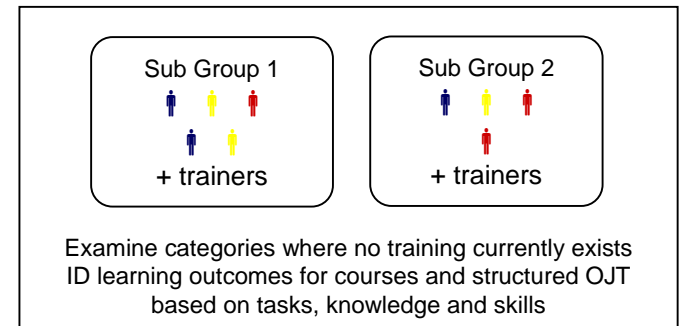 Sub Group 1
+ trainers
Sub Group 2
+ trainers
Examine categories where no training currently exists
ID learning outcomes for courses and structured OJT
based on tasks, knowledge and skills